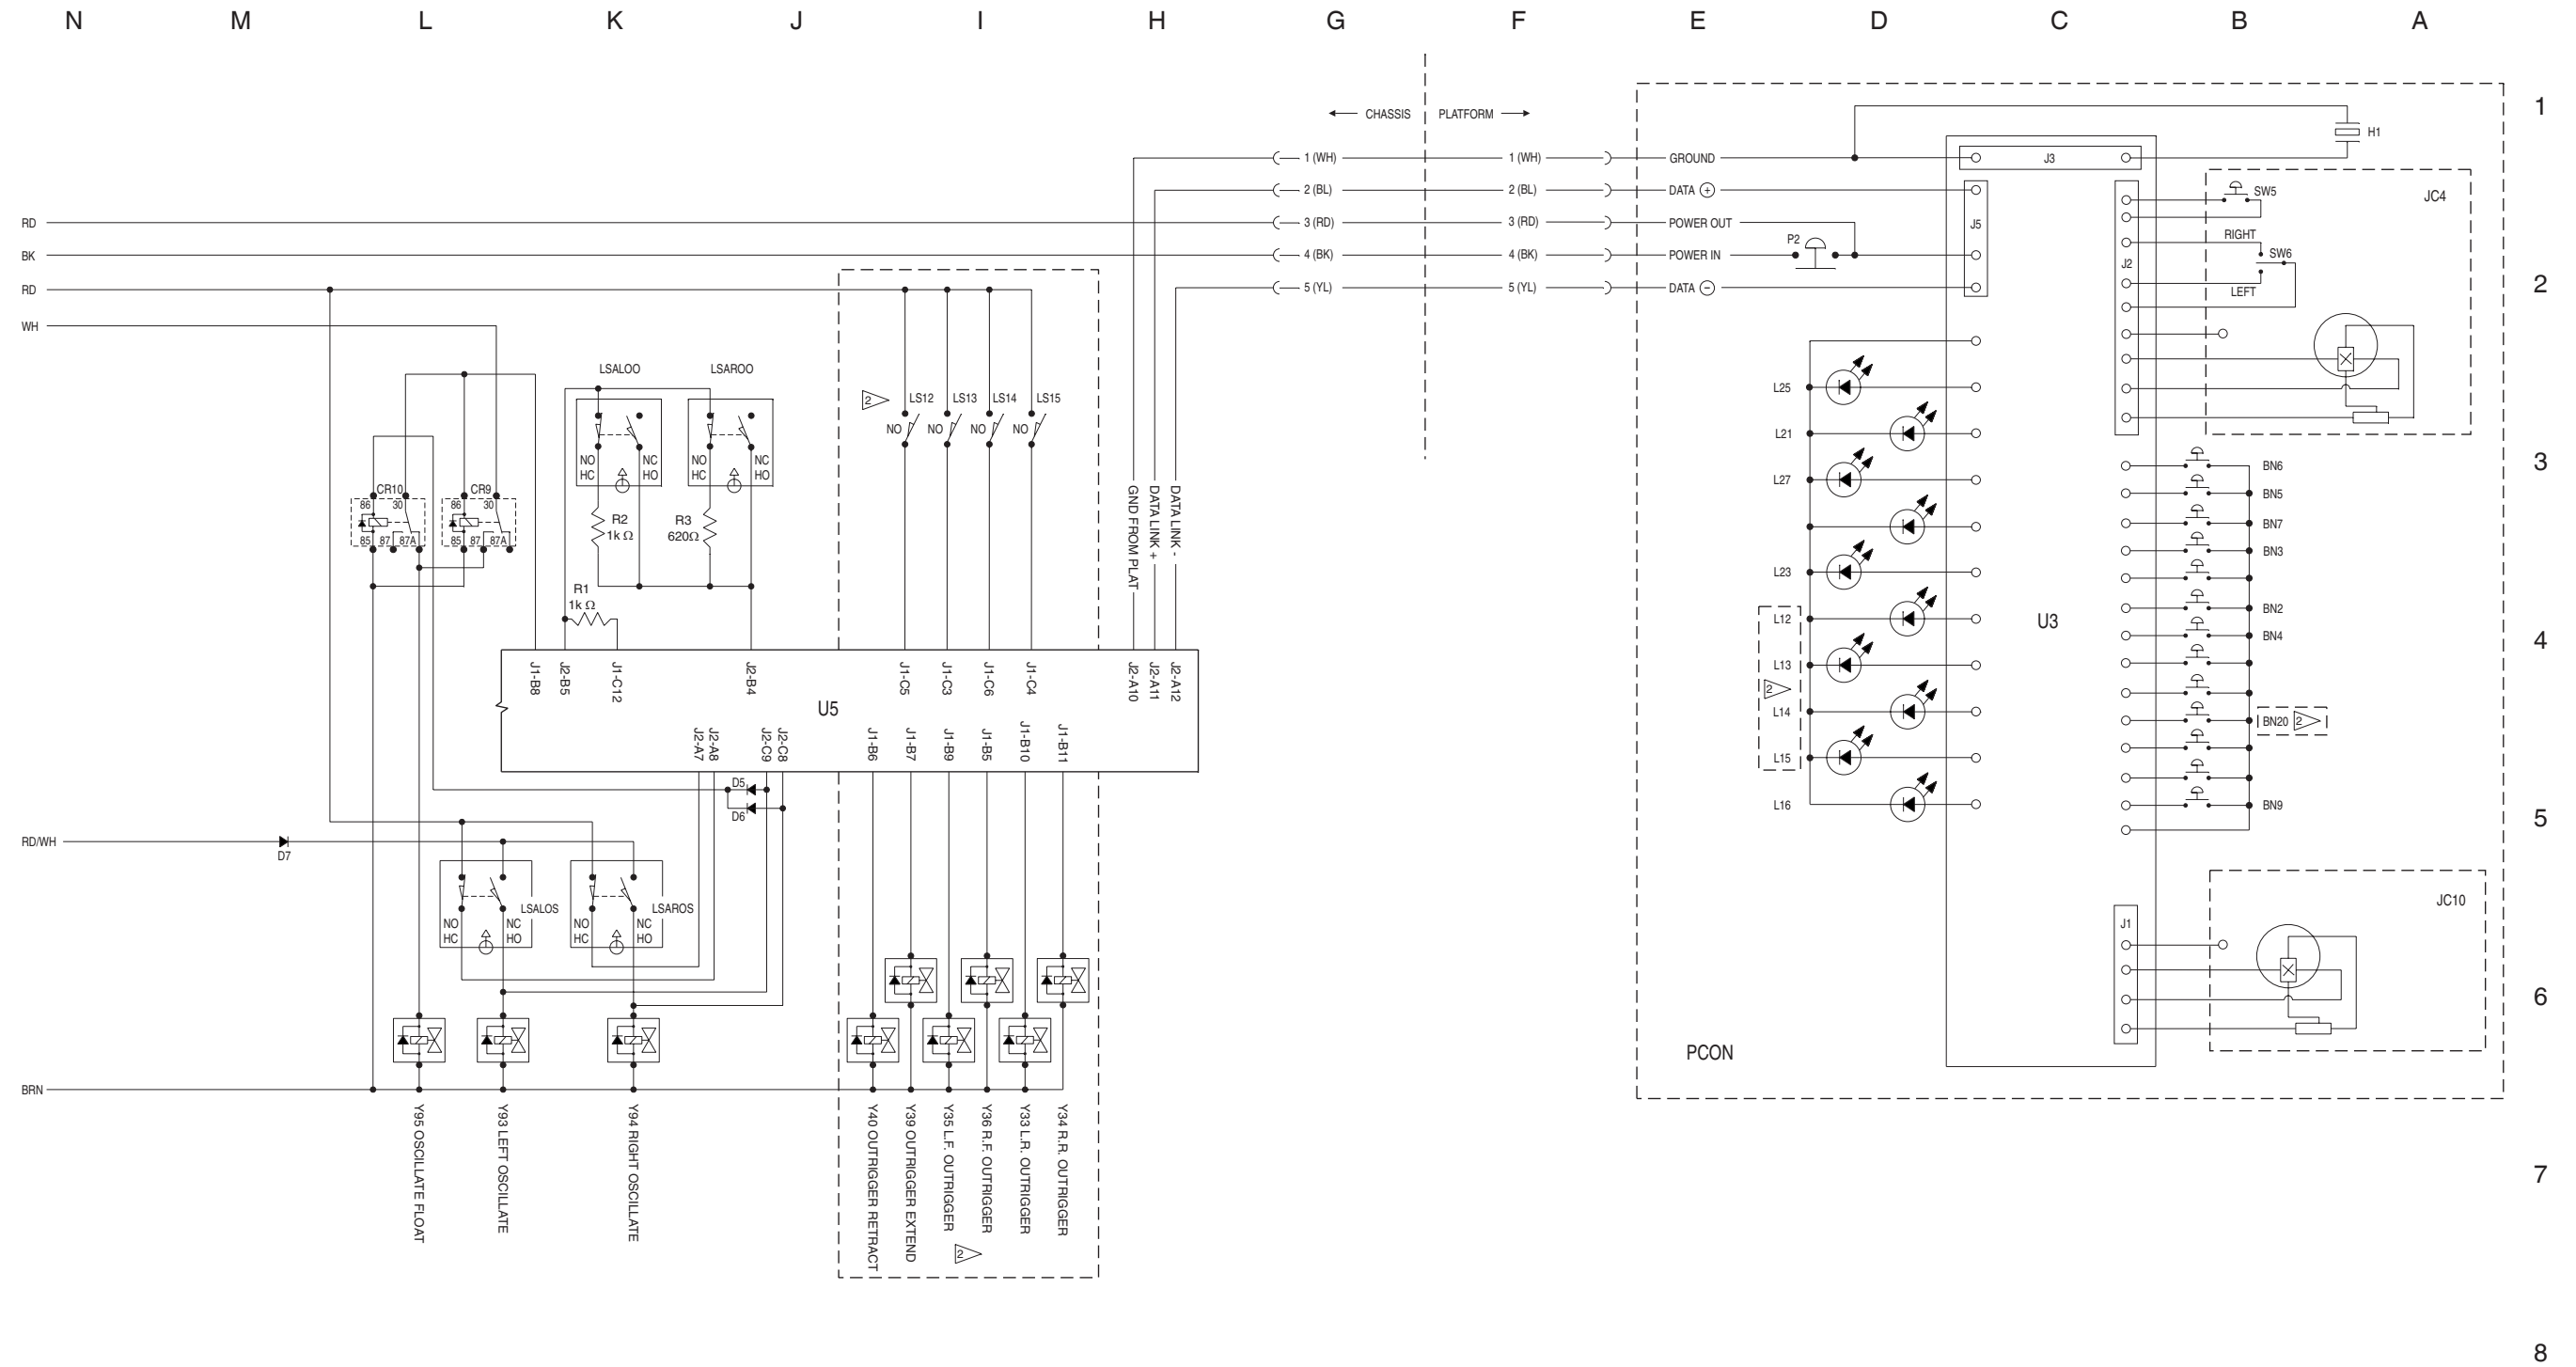 N M L K J I H G F E D C B A
1
2
3
4
5
6
7
8
CHASSIS PLATFORM
RD
BK
RD
WH
RD/WH
BRN
1 (WH) 1 (WH) GROUND
2 (BL) 2 (BL) DATA +
3 (RD) 3 (RD) POWER OUT
4 (BK) 4 (BK) POWER IN
5 (YL) 5 (YL) DATA -
P2
J3
J5
J2
H1
JC4
SW5
RIGHT
SW6
LEFT
LSALOO
LSAROO
NO
HC
NC
HO
NO
HC
NC
HO
2
LS12 LS13 LS14 LS15
NO NO NO NO
CR10
86 30
85 87 87A
CR9
86 30
85 87 87A
R2
1k Ω
R3
620Ω
R1
1k Ω
GND FROM PLAT
DATA LINK +
DATA LINK -
J1-B8
J2-B5
J1-C12
J2-B4
J1-C5
J1-C3
J1-C6
J1-C4
J2-A10
J2-A11
J2-A12
U5
J2-A7
J2-A8
J2-C9
J2-C8
J1-B6
J1-B7
J1-B9
J1-B5
J1-B10
J1-B11
D5
D6
D7
LSALOS
NO
HC
NC
HO
LSAROS
NO
HC
NC
HO
Y95 OSCILLATE FLOAT
Y93 LEFT OSCILLATE
Y94 RIGHT OSCILLATE
Y40 OUTRIGGER RETRACT
Y39 OUTRIGGER EXTEND
Y35 L.F. OUTRIGGER
Y36 R.F. OUTRIGGER
Y33 L.R. OUTRIGGER
Y34 R.R. OUTRIGGER
2
L25
L21
L27
L23
L12
L13
2
L14
L15
L16
U3
BN6
BN5
BN7
BN3
BN2
BN4
BN20 2
BN9
J1
JC10
PCON